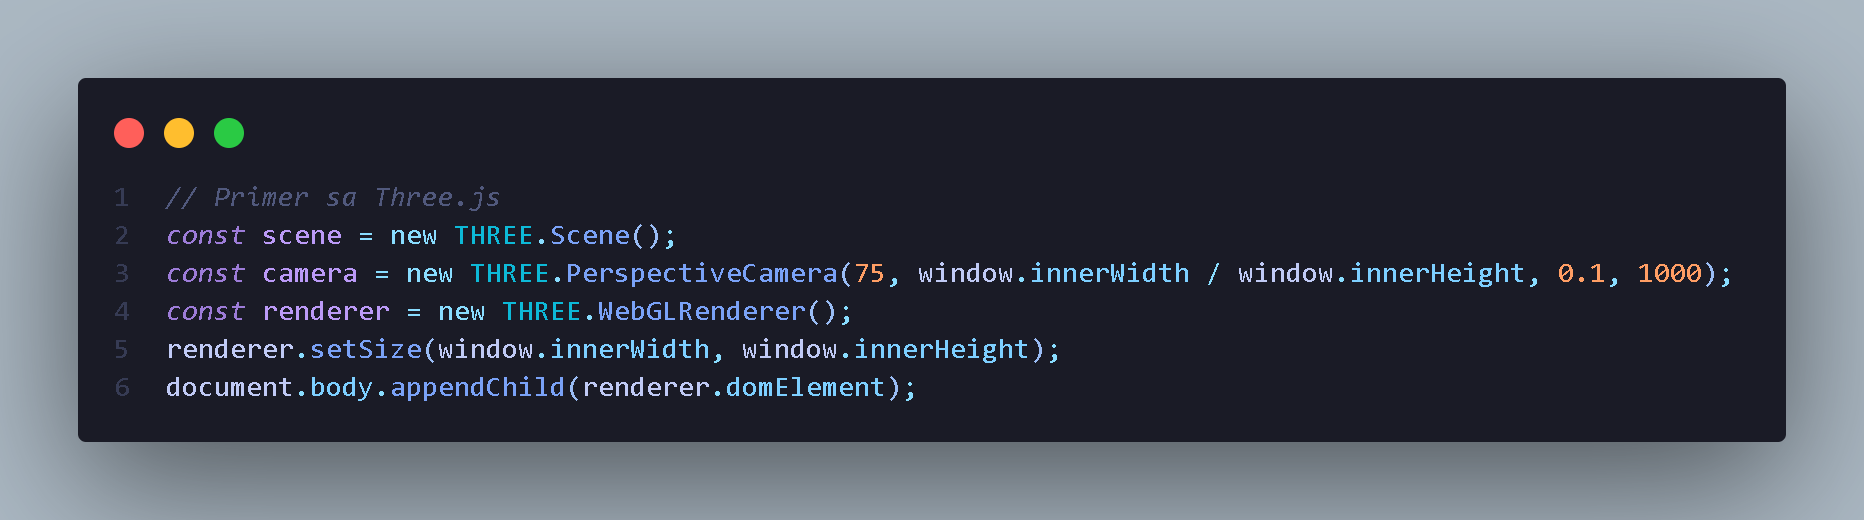 1 // Primer sa Three.js
2 const scene = new THREE.Scene();
3 const camera = new THREE.PerspectiveCamera(75, window.innerWidth / window.innerHeight, 0.1, 1000);
4 const renderer = new THREE.WebGLRenderer();
5 renderer.setSize(window.innerWidth, window.innerHeight);
6 document.body.appendChild(renderer.domElement);